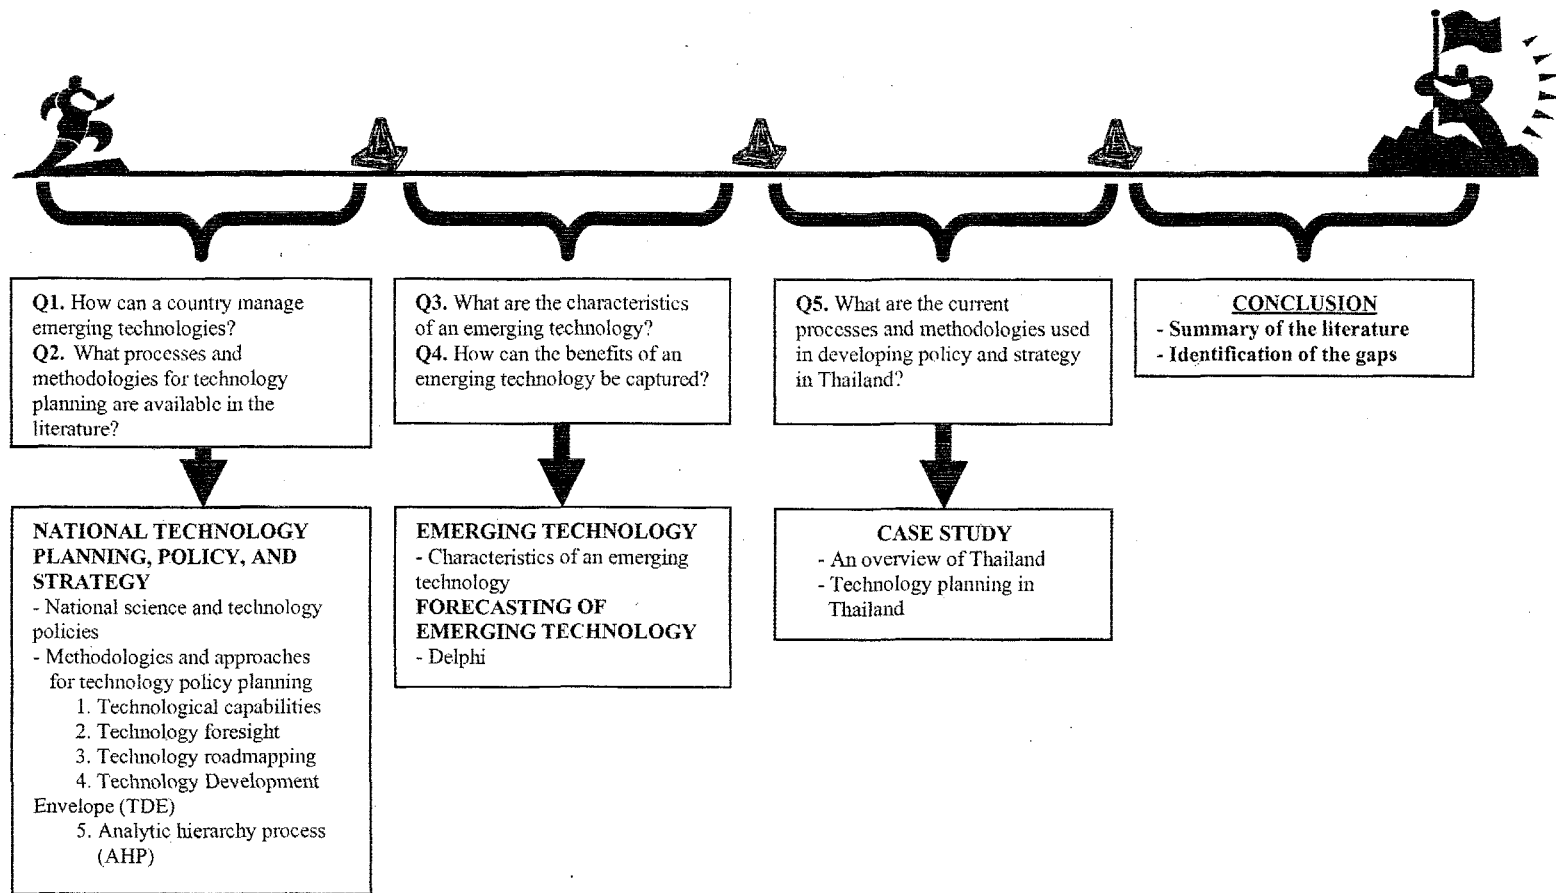 Q1. How can a country manage
emerging technologies?
Q2. What processes and
methodologies for technology
planning are available in the
literature?
Q3. What are the characteristics
of an emerging technology?
Q4. How can the benefits of an
emerging technology be captured?
Q5. What are the current
processes and methodologies used
in developing policy and strategy
in Thailand?
CONCLUSION
- Summary of the literature
- Identification of the gaps
NATIONAL TECHNOLOGY
PLANNING, POLICY, AND
STRATEGY
- National science and technology
policies
- Methodologies and approaches
for technology policy planning
1. Technological capabilities
2. Technology foresight
3. Technology roadmapping
4. Technology Development
Envelope (TDE)
5. Analytic hierarchy process
(AHP)
EMERGING TECHNOLOGY
- Characteristics of an emerging
technology
FORECASTING OF
EMERGING TECHNOLOGY
- Delphi
CASE STUDY
- An overview of Thailand
- Technology planning in
Thailand